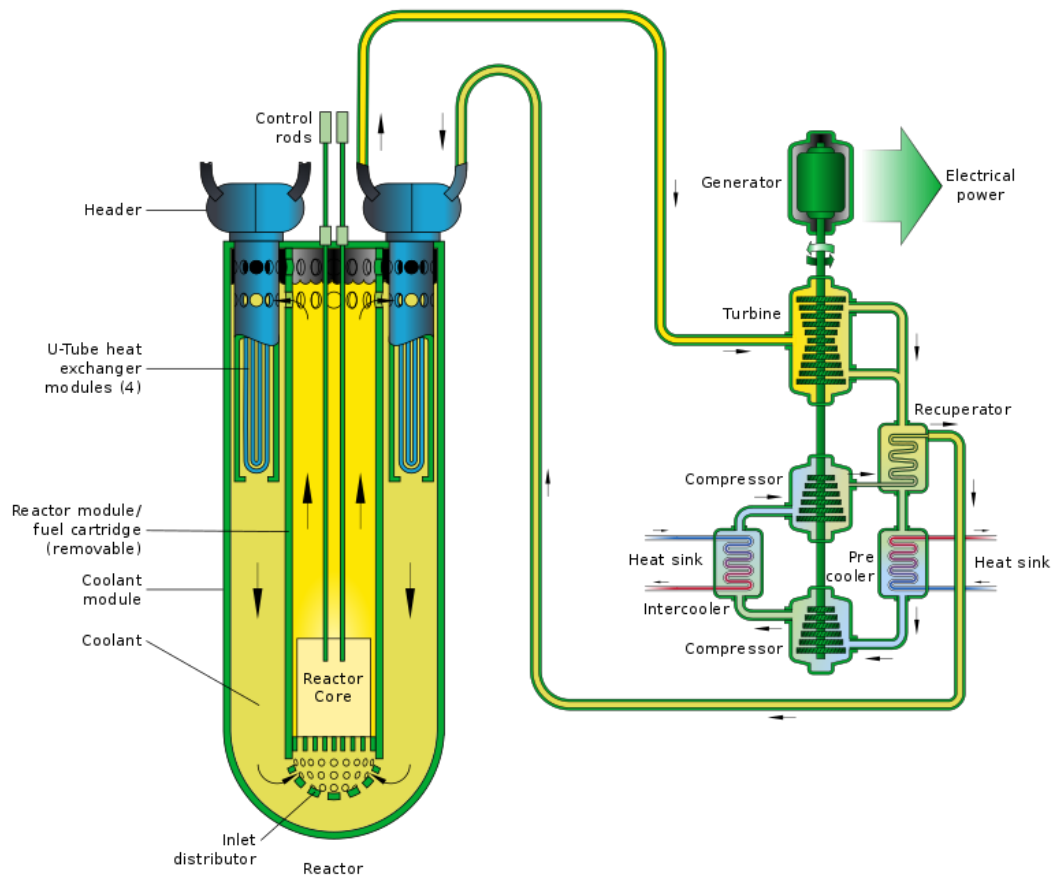 Control
rods
Header
U-Tube heat
exchanger
modules (4)
Reactor module/
fuel cartridge
(removable)
Coolant
module
Coolant
Reactor
Core
Inlet
distributor
Reactor
Generator
Electrical
power
Turbine
Recuperator
Compressor
Heat sink
Pre
cooler
Heat sink
Intercooler
Compressor